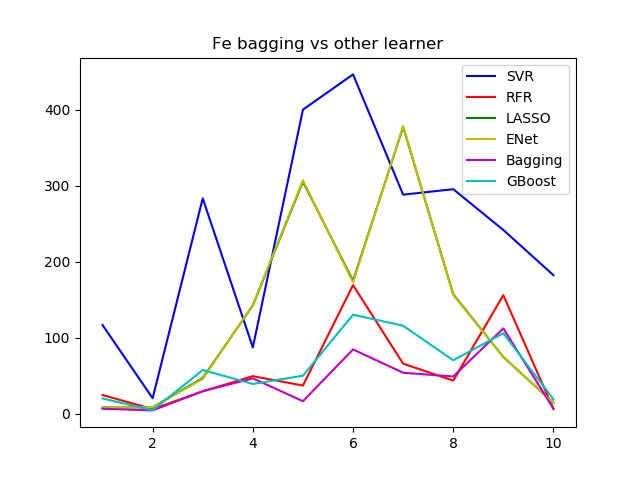 Fe bagging vs other learner
SVR
RFR
LASSO
ENet
Bagging
GBoost
400
300
200
100
0
2 4 6 8 10